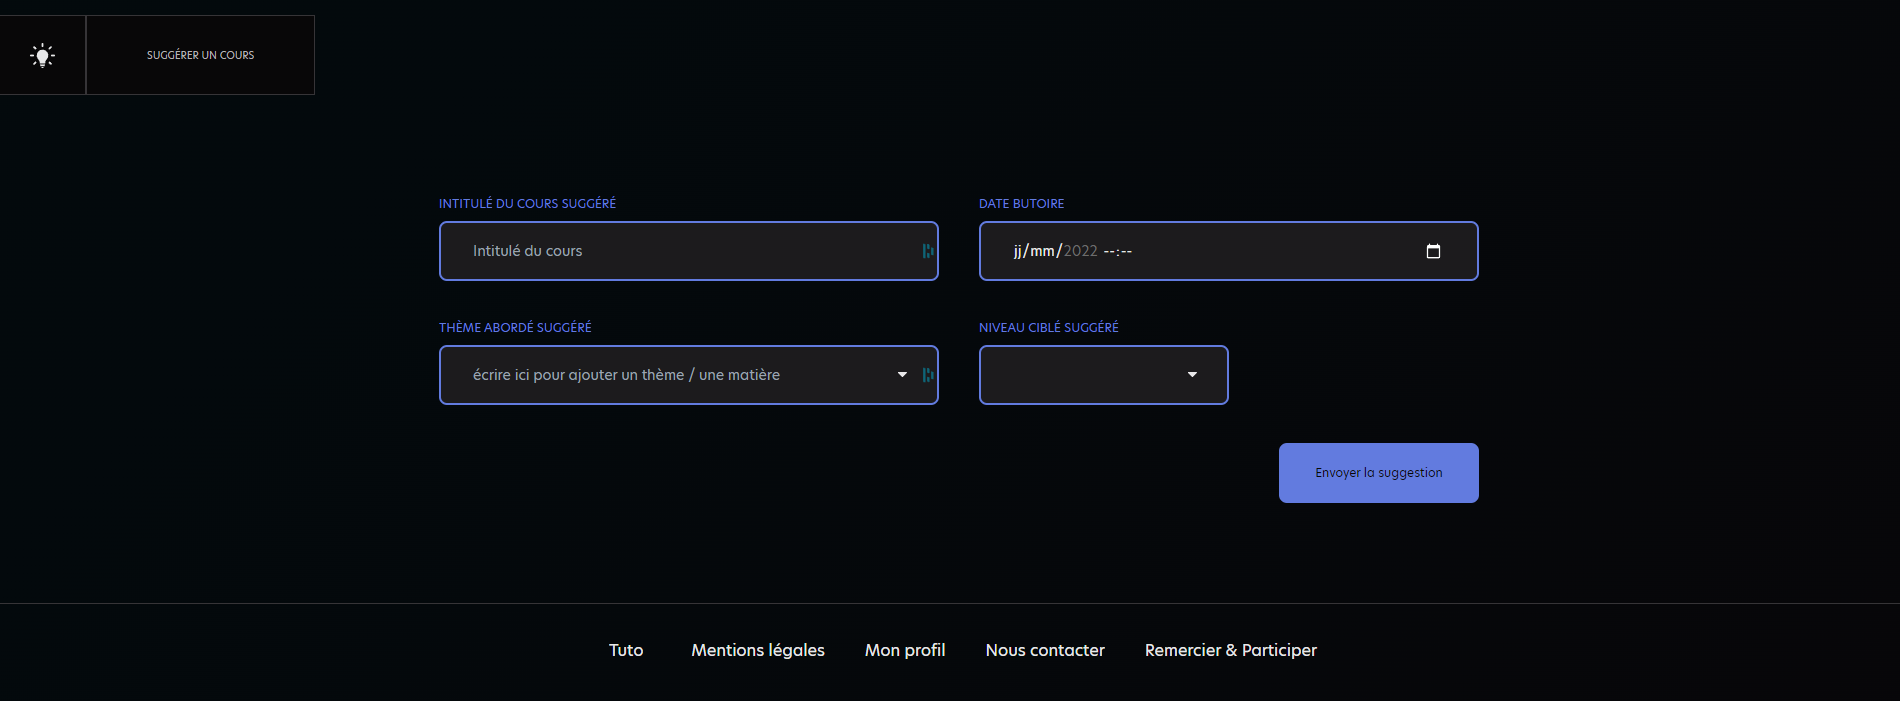 SUGGÉRER UN COURS
INTITULÉ DU COURS SUGGÉRÉ
Intitulé du cours
DATE BUTOIRE
jj/mm/2022 --:--
THÈME ABORDÉ SUGGÉRÉ
écrire ici pour ajouter un thème / une matière
NIVEAU CIBLÉ SUGGÉRÉ
Envoyer la suggestion
Tuto Mentions légales Mon profil Nous contacter Remercier & Participer